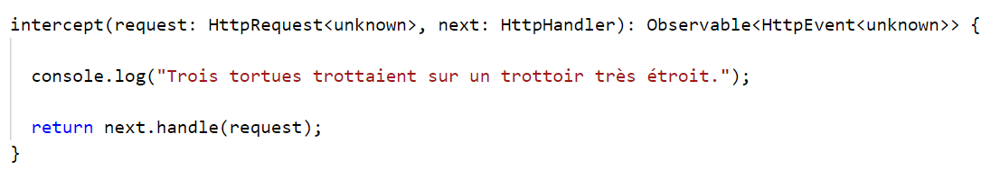 intercept(request: HttpRequest<unknown>, next: HttpHandler): Observable<HttpEvent<unknown>> {
console.log("Trois tortues trottaient sur un trottoir très étroit.");
return next.handle(request);
}